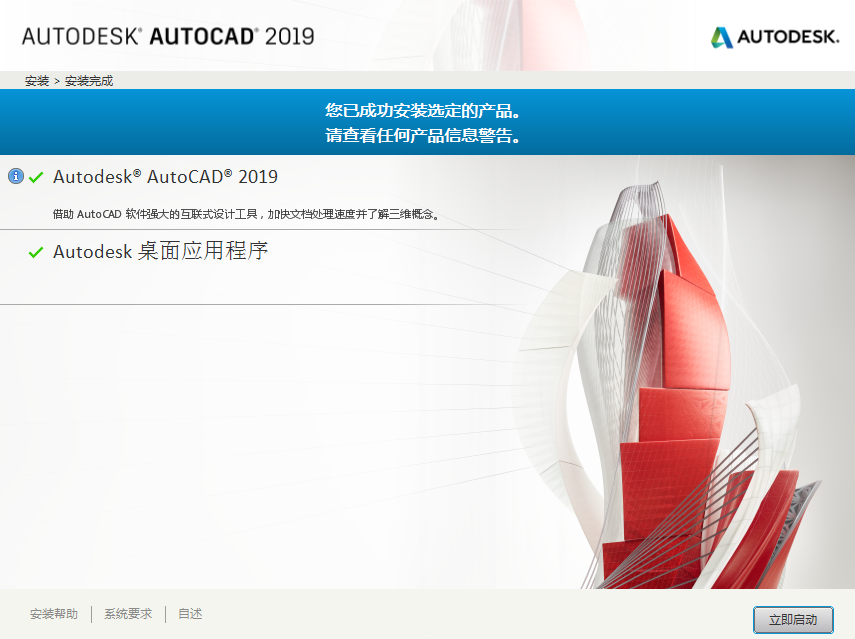 AUTODESK® AUTOCAD® 2019
AUTODESK.
安装 > 安装完成
您已成功安装选定的产品。
请查看任何产品信息警告。
Autodesk® AutoCAD® 2019
借助 AutoCAD 软件强大的互联式设计工具，加快文档处理速度并了解三维概念。
Autodesk 桌面应用程序
安装帮助 | 系统要求 | 自述
立即启动